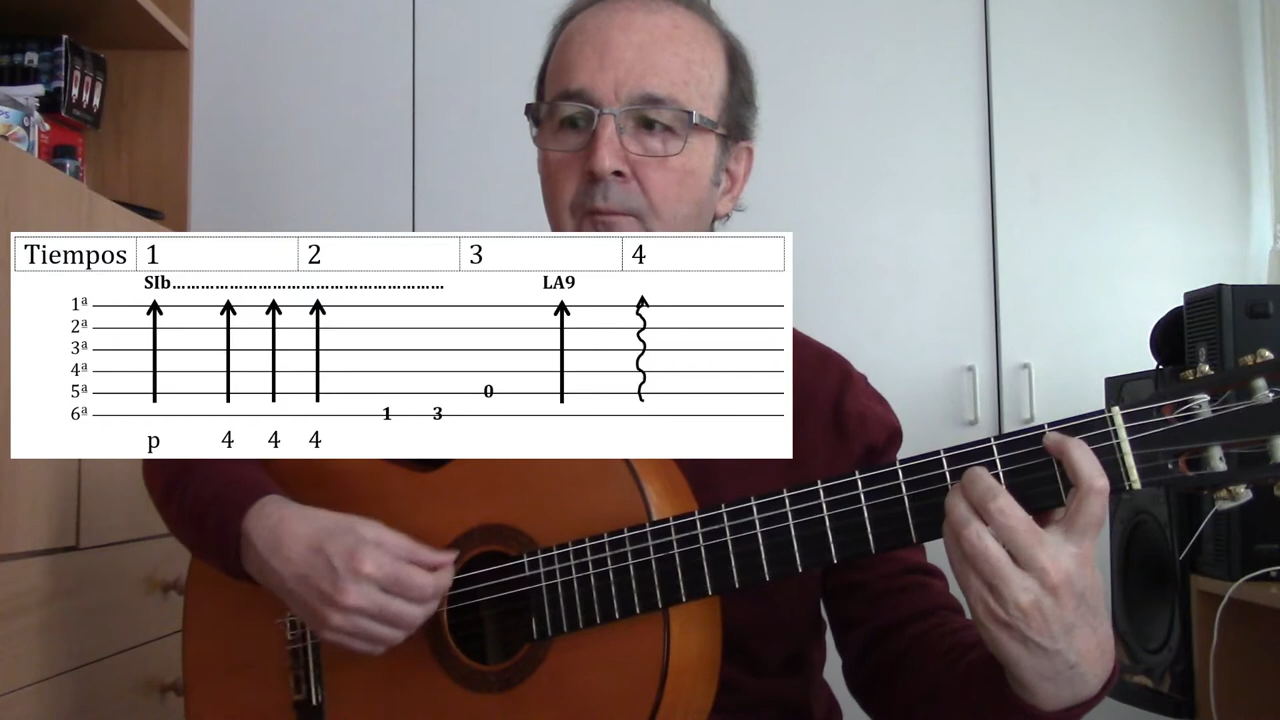 Tiempos 1 2 3 4
SIb…………………………………………… LA9
1ª
2ª
3ª
4ª
5ª 0
6ª 1 3
p 4 4 4